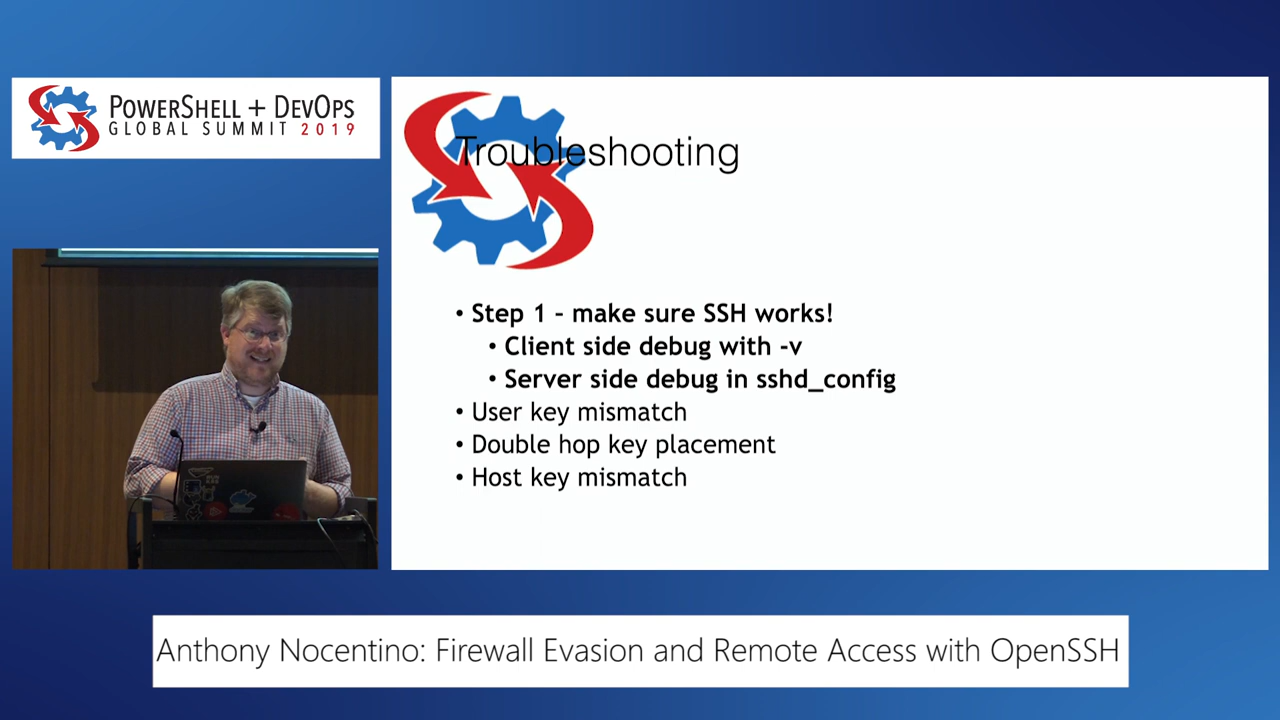 POWERSHELL + DEVOPS
GLOBAL SUMMIT 2019
Troubleshooting
• Step 1 – make sure SSH works!
• Client side debug with -v
• Server side debug in sshd_config
• User key mismatch
• Double hop key placement
• Host key mismatch
Anthony Nocentino: Firewall Evasion and Remote Access with OpenSSH